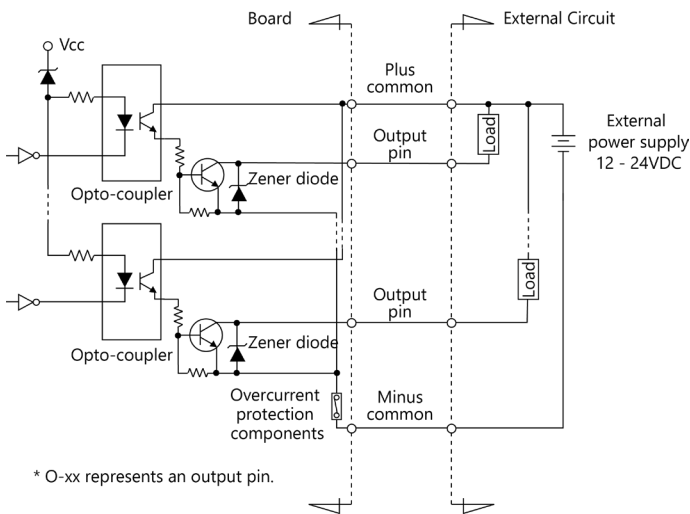 Board
External Circuit
Vcc
Plus
common
Load
External
power supply
12 - 24VDC
Output
pin
Opto-coupler
Zener diode
Load
Output
pin
Opto-coupler
Zener diode
Overcurrent
protection
components
Minus
common
* O-xx represents an output pin.